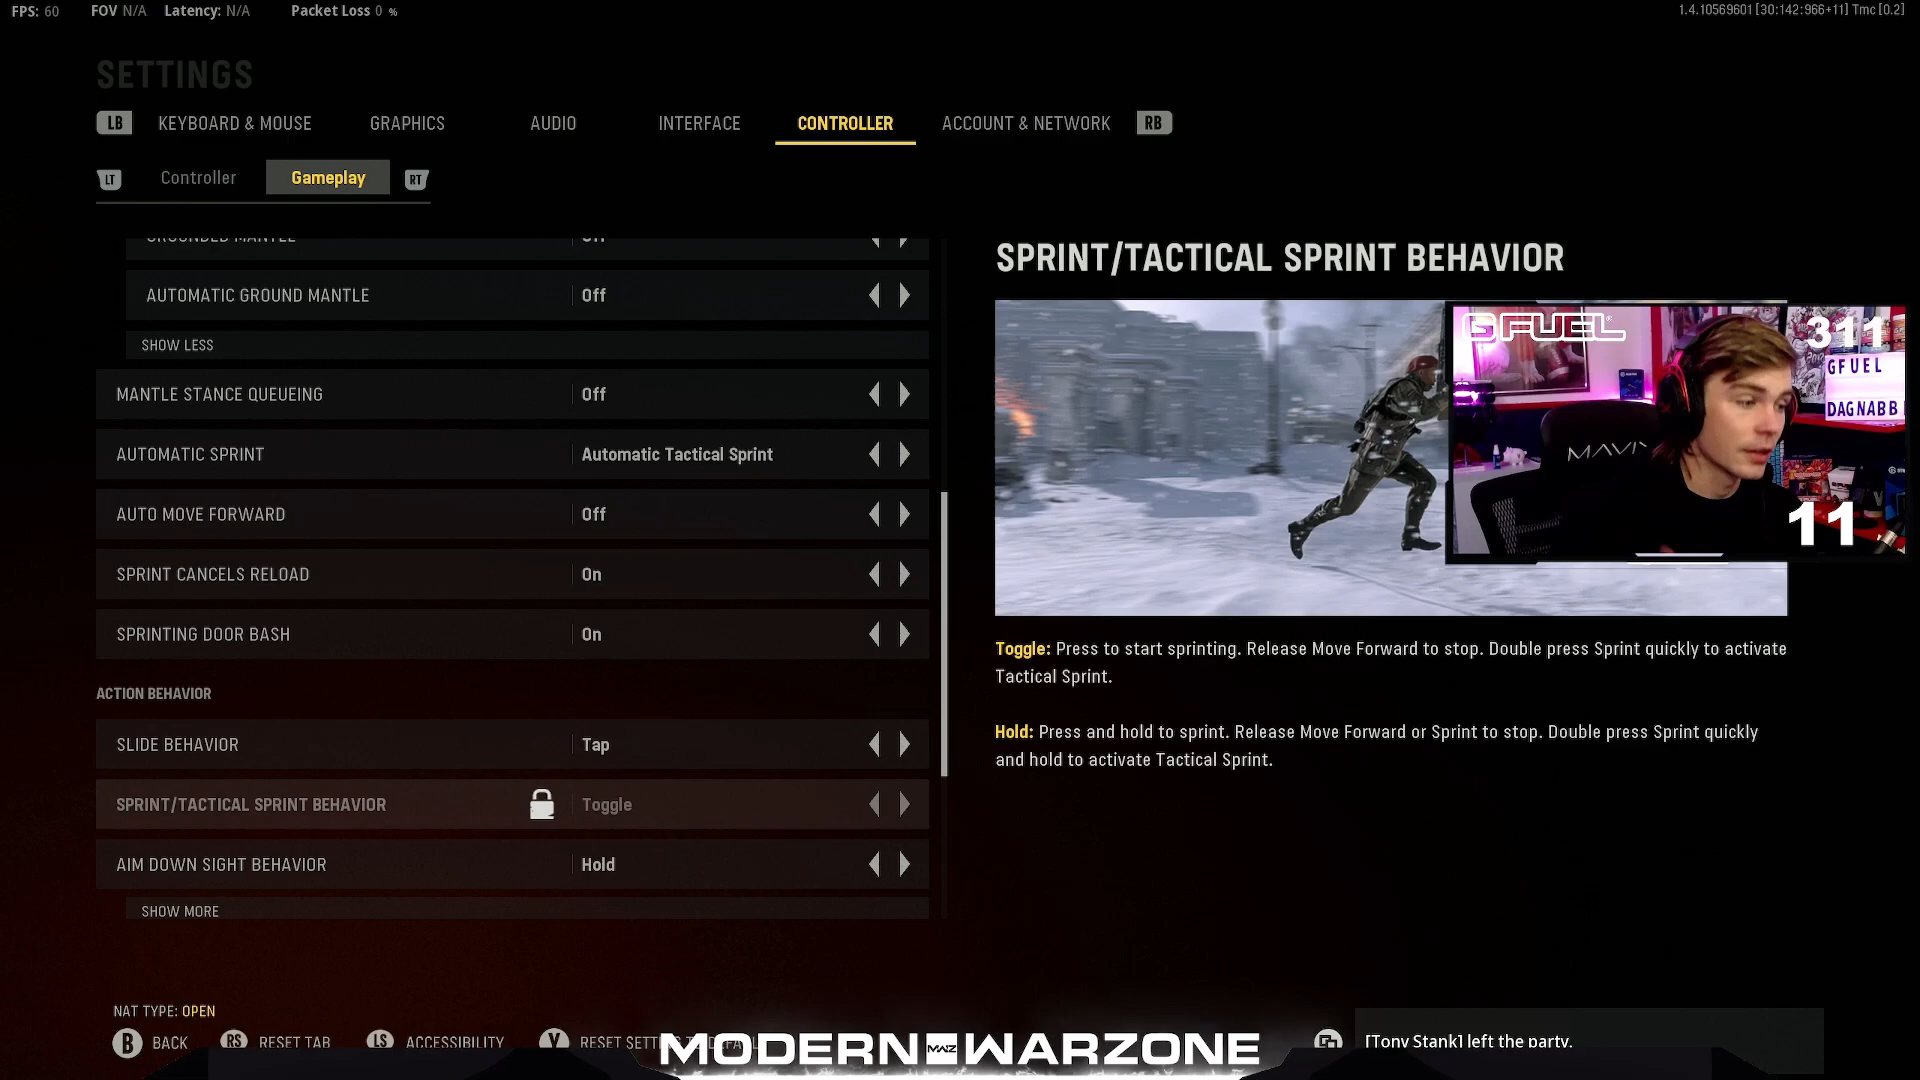 FPS: 60 FOV N/A Latency: N/A Packet Loss 0 %
1.4.10569601 [30:142:966+11] Tmc [0.2]
SETTINGS
LB KEYBOARD & MOUSE GRAPHICS AUDIO INTERFACE CONTROLLER ACCOUNT & NETWORK RB
LT Controller Gameplay RT
GROUNDED MANTLE Off
AUTOMATIC GROUND MANTLE Off
SHOW LESS
MANTLE STANCE QUEUEING Off
AUTOMATIC SPRINT Automatic Tactical Sprint
AUTO MOVE FORWARD Off
SPRINT CANCELS RELOAD On
SPRINTING DOOR BASH On
ACTION BEHAVIOR
SLIDE BEHAVIOR Tap
SPRINT/TACTICAL SPRINT BEHAVIOR Toggle
AIM DOWN SIGHT BEHAVIOR Hold
SHOW MORE
SPRINT/TACTICAL SPRINT BEHAVIOR
G FUEL
311
GFUEL
DAGNABB
MAVI
11
Toggle: Press to start sprinting. Release Move Forward to stop. Double press Sprint quickly to activate
Tactical Sprint.
Hold: Press and hold to sprint. Release Move Forward or Sprint to stop. Double press Sprint quickly
and hold to activate Tactical Sprint.
NAT TYPE: OPEN
B BACK RS RESET TAB LS ACCESSIBILITY Y RESET
MODERN MWZ WARZONE
[Tony Stank] left the party.